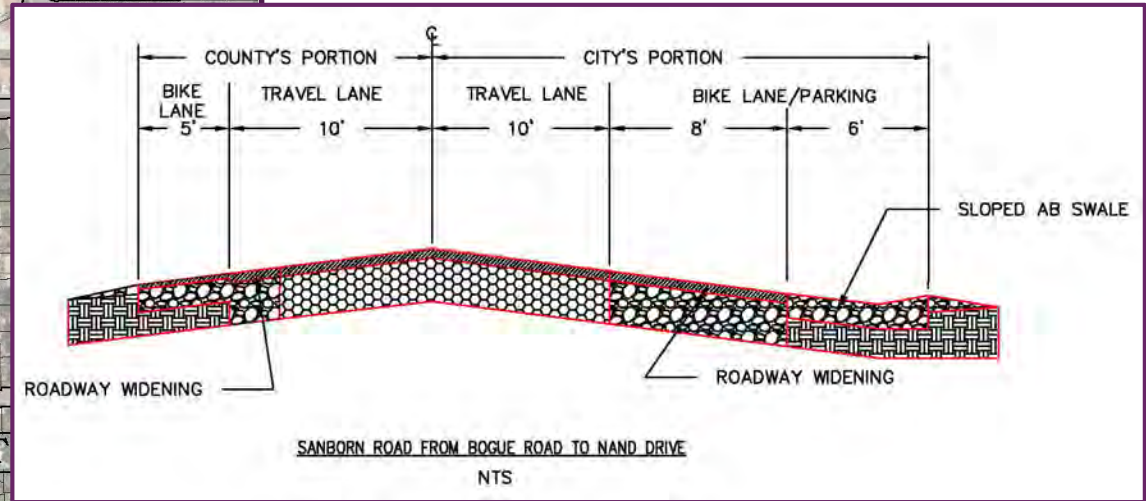 ℄
COUNTY'S PORTION
CITY'S PORTION
BIKE
LANE
TRAVEL LANE
TRAVEL LANE
BIKE LANE/PARKING
5'
10'
10'
8'
6'
SLOPED AB SWALE
ROADWAY WIDENING
ROADWAY WIDENING
SANBORN ROAD FROM BOGUE ROAD TO NAND DRIVE
NTS